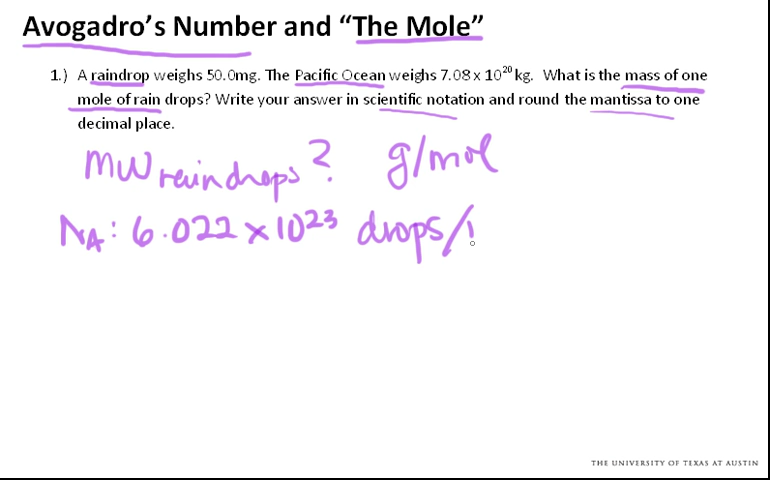 Avogadro's Number and “The Mole”
1.) A raindrop weighs 50.0mg. The Pacific Ocean weighs 7.08 x 10²⁰ kg. What is the mass of one
mole of rain drops? Write your answer in scientific notation and round the mantissa to one
decimal place.
MW raindrops? g/mol
NA: 6.022 x 10²³ drops/
THE UNIVERSITY OF TEXAS AT AUSTIN